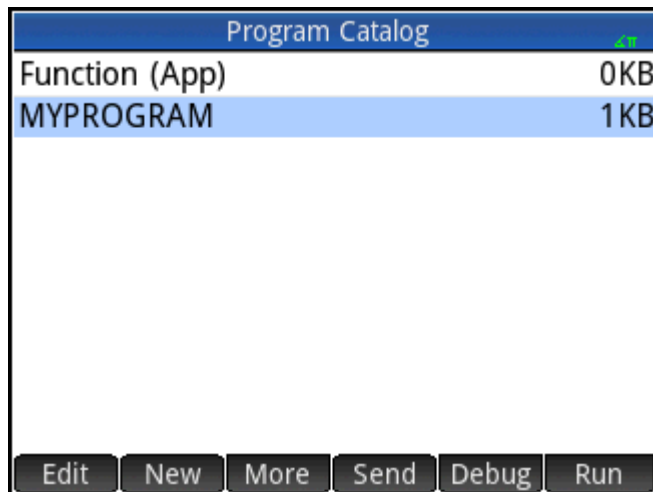 Program Catalog
∠π
Function (App) 0KB
MYPROGRAM 1KB
Edit New More Send Debug Run